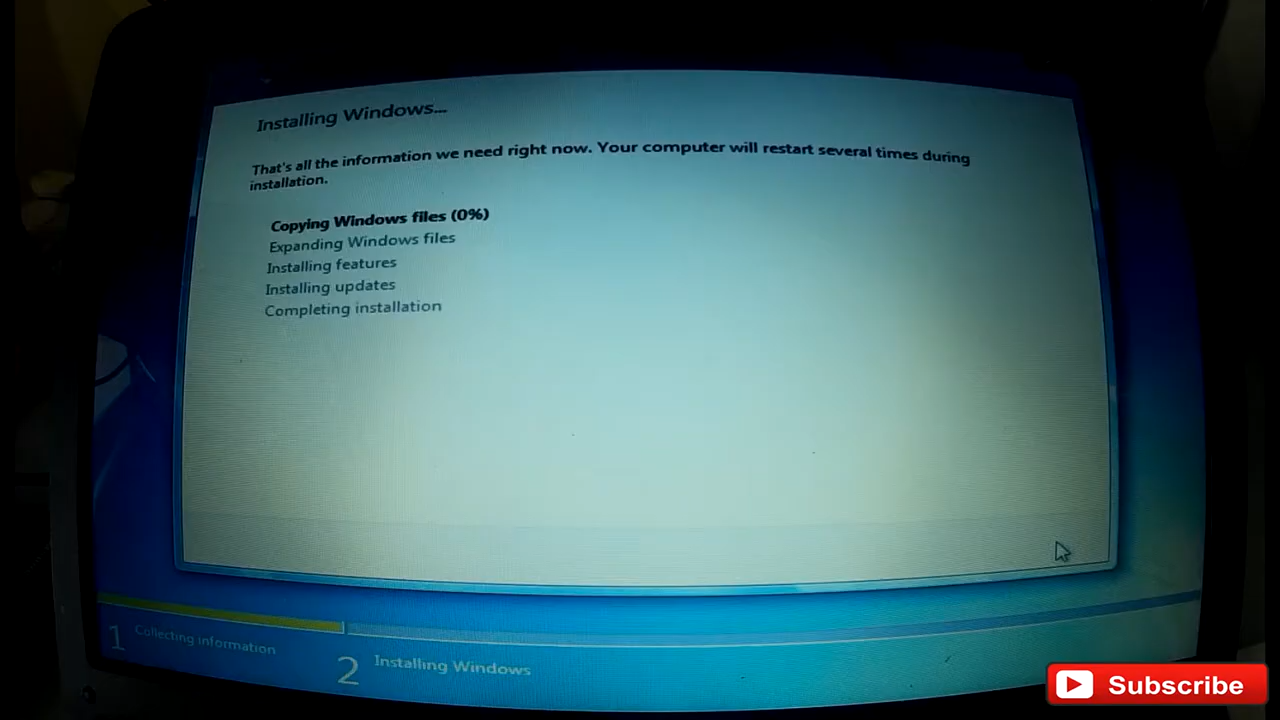 Installing Windows...
That's all the information we need right now. Your computer will restart several times during
installation.
Copying Windows files (0%)
Expanding Windows files
Installing features
Installing updates
Completing installation
1 Collecting information
2 Installing Windows
Subscribe